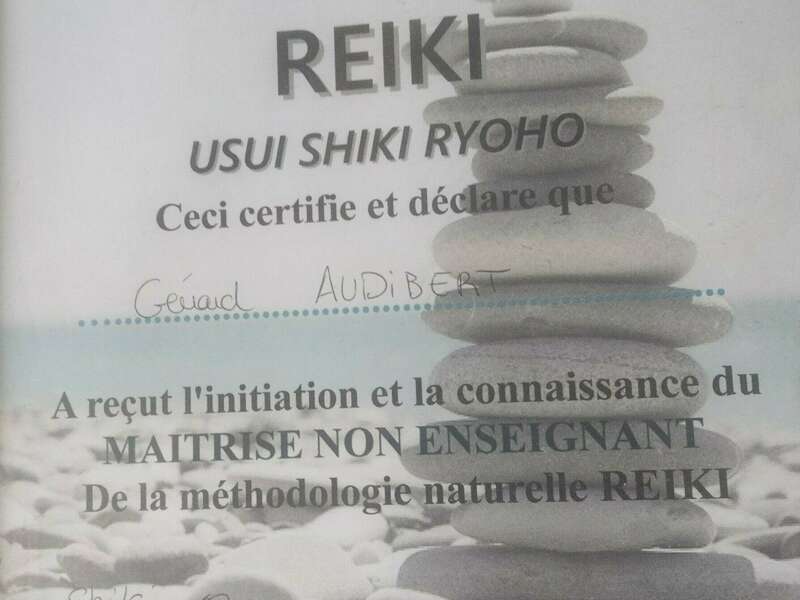 REIKI
USUI SHIKI RYOHO
Ceci certifie et déclare que
Gérard AUDIBERT
A reçut l'initiation et la connaissance du
MAITRISE NON ENSEIGNANT
De la méthodologie naturelle REIKI